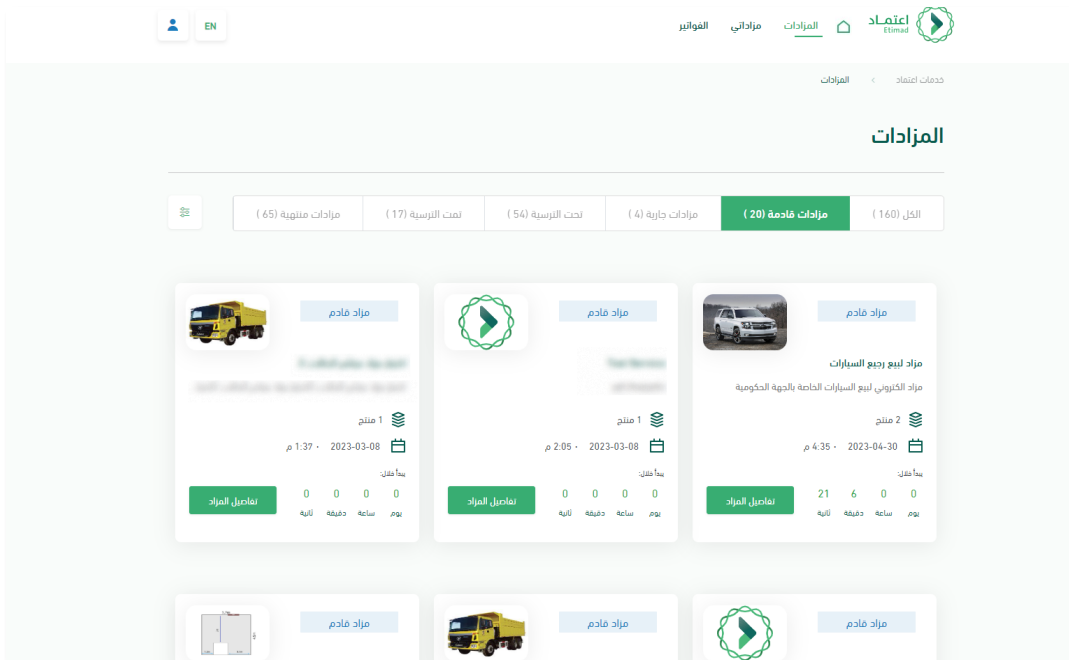 اعتمـاد
Etimad
المزادات
مزاداتي
الفواتير
EN
خدمات اعتماد
المزادات
المزادات
الكل (160)
مزادات قادمة (20)
مزادات جارية (4)
تحت الترسية (54)
تمت الترسية (17)
مزادات منتهية (65)
مزاد قادم
مزاد لبيع رجيع السيارات
مزاد الكتروني لبيع السيارات الخاصة بالجهة الحكومية
2 منتج
2023-04-30 · 4:35 م
يبدأ خلال:
0 0 6 21
يوم ساعة دقيقة ثانية
تفاصيل المزاد
مزاد قادم
1 منتج
2023-03-08 · 2:05 م
يبدأ خلال:
0 0 0 0
يوم ساعة دقيقة ثانية
تفاصيل المزاد
مزاد قادم
1 منتج
2023-03-08 · 1:37 م
يبدأ خلال:
0 0 0 0
يوم ساعة دقيقة ثانية
تفاصيل المزاد
مزاد قادم
مزاد قادم
مزاد قادم